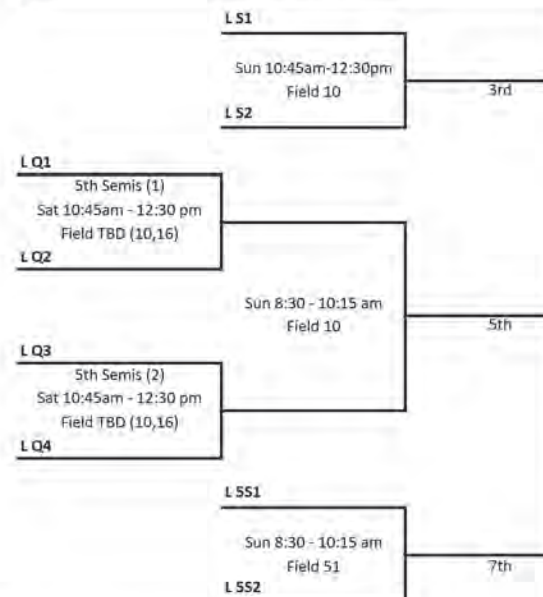 L S1
Sun 10:45am-12:30pm
Field 10
3rd
L S2
L Q1
5th Semis (1)
Sat 10:45am - 12:30 pm
Field TBD (10,16)
L Q2
Sun 8:30 - 10:15 am
Field 10
5th
L Q3
5th Semis (2)
Sat 10:45am - 12:30 pm
Field TBD (10,16)
L Q4
L 5S1
Sun 8:30 - 10:15 am
Field 51
7th
L 5S2